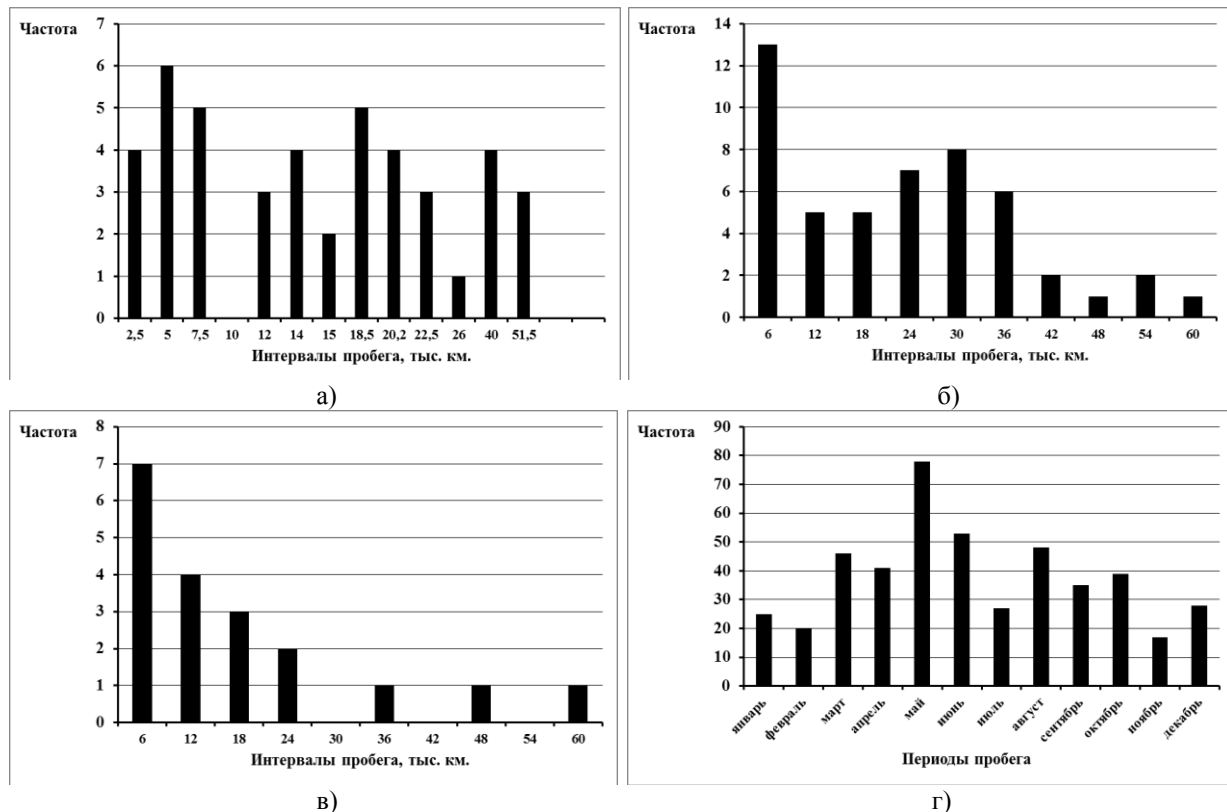 Частота
7
6
5
4
3
2
1
0
2,5 5 7,5 10 12 14 15 18,5 20,2 22,5 26 40 51,5
Интервалы пробега, тыс. км.
а)
Частота
14
12
10
8
6
4
2
0
6 12 18 24 30 36 42 48 54 60
Интервалы пробега, тыс. км.
б)
Частота
8
7
6
5
4
3
2
1
0
6 12 18 24 30 36 42 48 54 60
Интервалы пробега, тыс. км.
в)
Частота
90
80
70
60
50
40
30
20
10
0
январь февраль март апрель май июнь июль август сентябрь октябрь ноябрь декабрь
Периоды пробега
г)